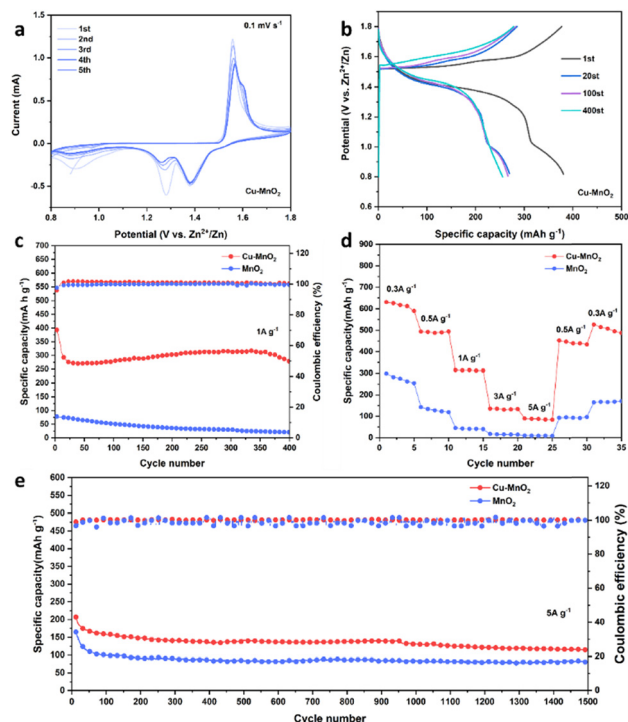 a
0.1 mV s⁻¹
1st
2nd
3rd
4th
5th
Current (mA)
1.0
0.5
0.0
-0.5
0.8 1.0 1.2 1.4 1.6 1.8
Potential (V vs. Zn²⁺/Zn)
Cu-MnO₂
b
Potential (V vs. Zn²⁺/Zn)
2.0
1.8
1.6
1.4
1.2
1.0
0.8
1st
20st
100st
400st
Cu-MnO₂
0 100 200 300 400 500
Specific capacity (mAh g⁻¹)
c
Specific capacity(mA h g⁻¹)
700
650
600
550
500
450
400
350
300
250
200
150
100
50
0
Cu-MnO₂
MnO₂
1A g⁻¹
120
100
80
60
40
20
0
Coulombic efficiency (%)
0 50 100 150 200 250 300 350 400
Cycle number
d
Specific capacity(mAh g⁻¹)
900
800
700
600
500
400
300
200
100
0
Cu-MnO₂
MnO₂
0.3A g⁻¹
0.5A g⁻¹
1A g⁻¹
3A g⁻¹
5A g⁻¹
0.5A g⁻¹
0.3A g⁻¹
0 5 10 15 20 25 30 35
Cycle number
e
Specific capacity(mAh g⁻¹)
600
550
500
450
400
350
300
250
200
150
100
50
0
Cu-MnO₂
MnO₂
5A g⁻¹
120
100
80
60
40
20
0
Coulombic efficiency (%)
0 100 200 300 400 500 600 700 800 900 1000 1100 1200 1300 1400 1500
Cycle number